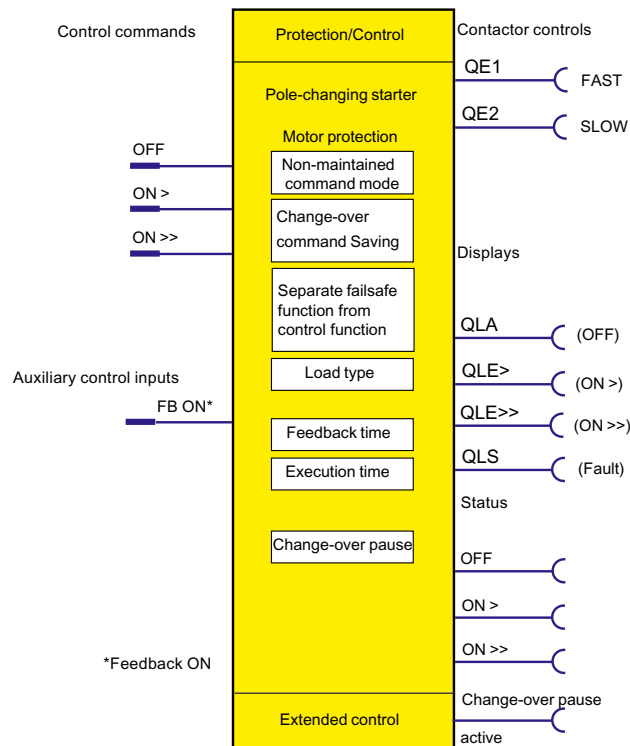 Control commands
Protection/Control
Contactor controls
QE1
FAST
Pole-changing starter
QE2
SLOW
Motor protection
OFF
Non-maintained
command mode
ON >
Change-over
command Saving
ON >>
Displays
Separate failsafe
function from
control function
QLA
(OFF)
Load type
QLE>
(ON >)
Auxiliary control inputs
FB ON*
QLE>>
(ON >>)
Feedback time
QLS
(Fault)
Execution time
Status
Change-over pause
OFF
ON >
ON >>
*Feedback ON
Change-over pause
Extended control
active